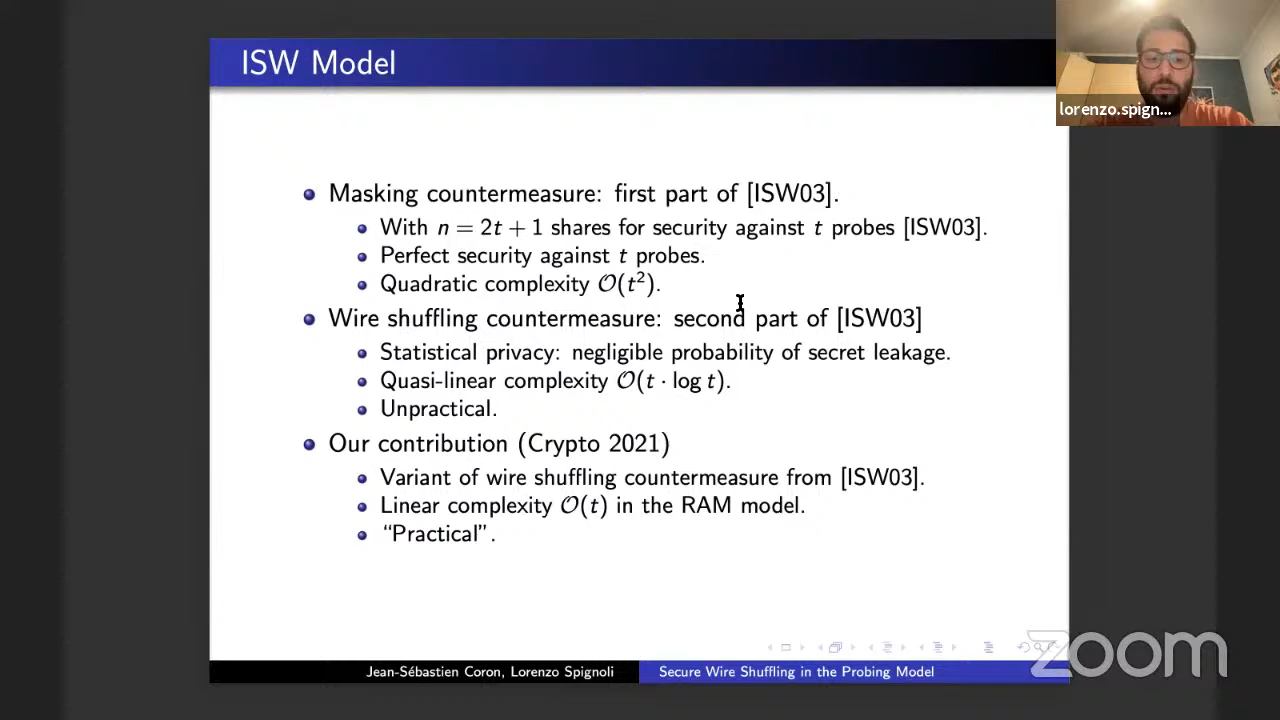 ISW Model
lorenzo.spign...
Masking countermeasure: first part of [ISW03].
With n = 2t + 1 shares for security against t probes [ISW03].
Perfect security against t probes.
Quadratic complexity 𝒪(t²).
Wire shuffling countermeasure: second part of [ISW03]
Statistical privacy: negligible probability of secret leakage.
Quasi-linear complexity 𝒪(t · log t).
Unpractical.
Our contribution (Crypto 2021)
Variant of wire shuffling countermeasure from [ISW03].
Linear complexity 𝒪(t) in the RAM model.
“Practical”.
Jean-Sébastien Coron, Lorenzo Spignoli
Secure Wire Shuffling in the Probing Model
zoom